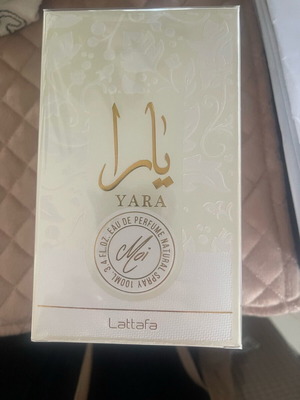 يارا
YARA
EAU DE PERFUME NATURAL SPRAY 100ML 3.4 FL.OZ.
Moi
Lattafa